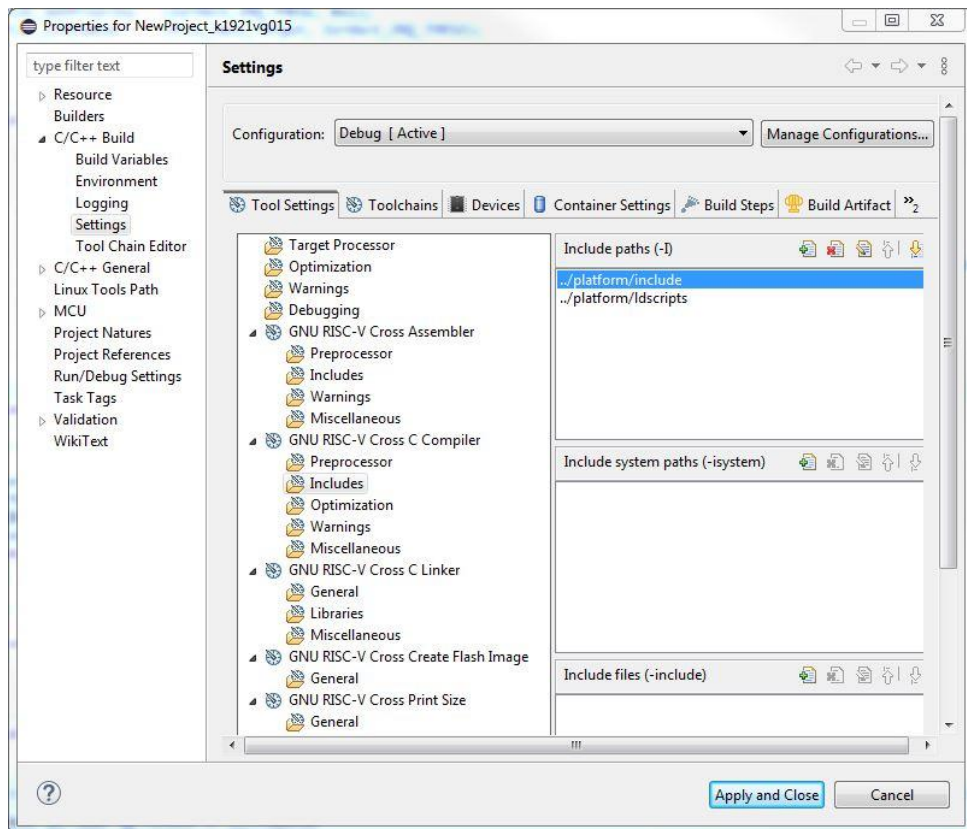 Properties for NewProject_k1921vg015
type filter text
Resource
Builders
C/C++ Build
Build Variables
Environment
Logging
Settings
Tool Chain Editor
C/C++ General
Linux Tools Path
MCU
Project Natures
Project References
Run/Debug Settings
Task Tags
Validation
WikiText
Settings
Configuration:
Debug [ Active ]
Manage Configurations...
Tool Settings
Toolchains
Devices
Container Settings
Build Steps
Build Artifact
»2
Target Processor
Optimization
Warnings
Debugging
GNU RISC-V Cross Assembler
Preprocessor
Includes
Warnings
Miscellaneous
GNU RISC-V Cross C Compiler
Preprocessor
Includes
Optimization
Warnings
Miscellaneous
GNU RISC-V Cross C Linker
General
Libraries
Miscellaneous
GNU RISC-V Cross Create Flash Image
General
GNU RISC-V Cross Print Size
General
Include paths (-I)
../platform/include
../platform/ldscripts
Include system paths (-isystem)
Include files (-include)
Apply and Close
Cancel